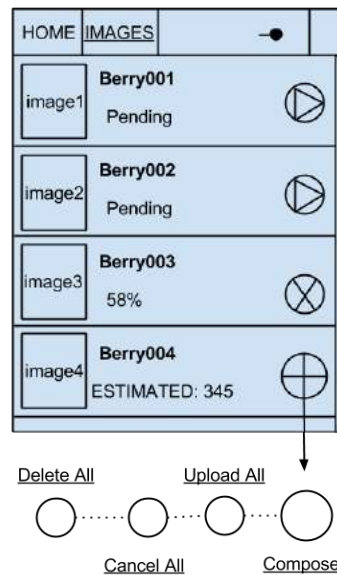 HOME IMAGES
image1
Berry001
Pending
image2
Berry002
Pending
image3
Berry003
58%
image4
Berry004
ESTIMATED: 345
Delete All
Upload All
Cancel All
Compose